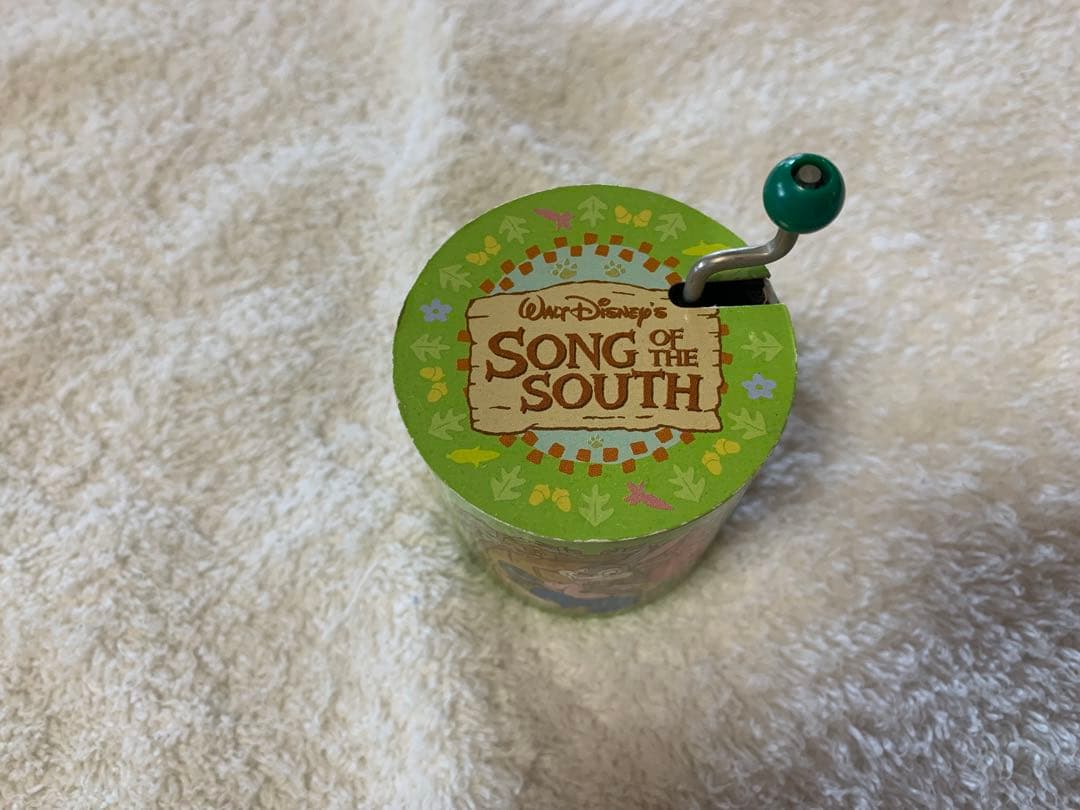 Walt Disney's
SONG OF THE
SOUTH